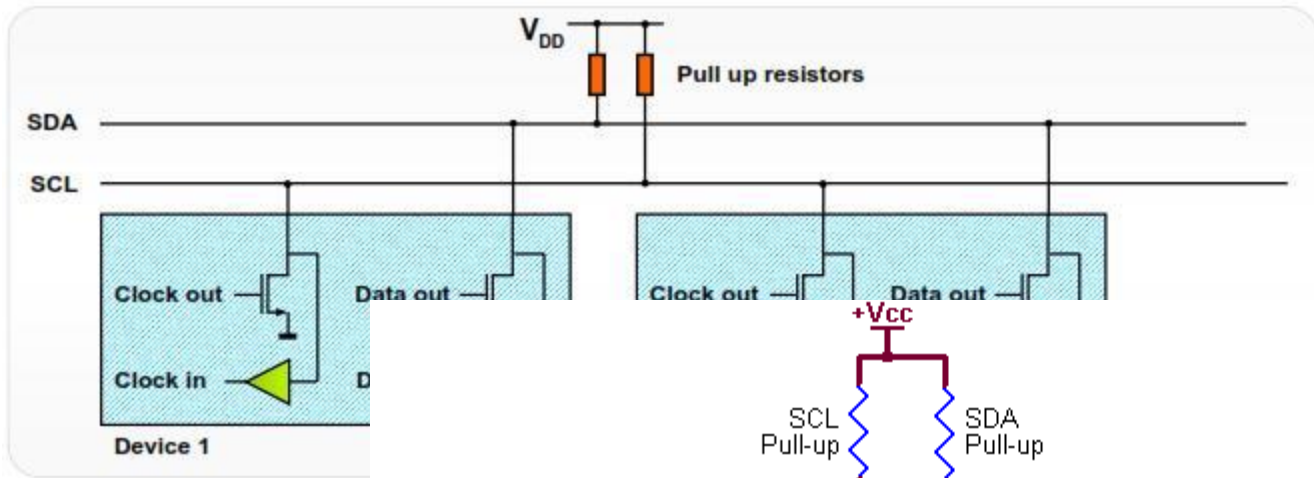 VDD
Pull up resistors
SDA
SCL
Clock out
Data out
Clock out
Data out
+Vcc
Clock in
D
SCL
Pull-up
SDA
Pull-up
Device 1